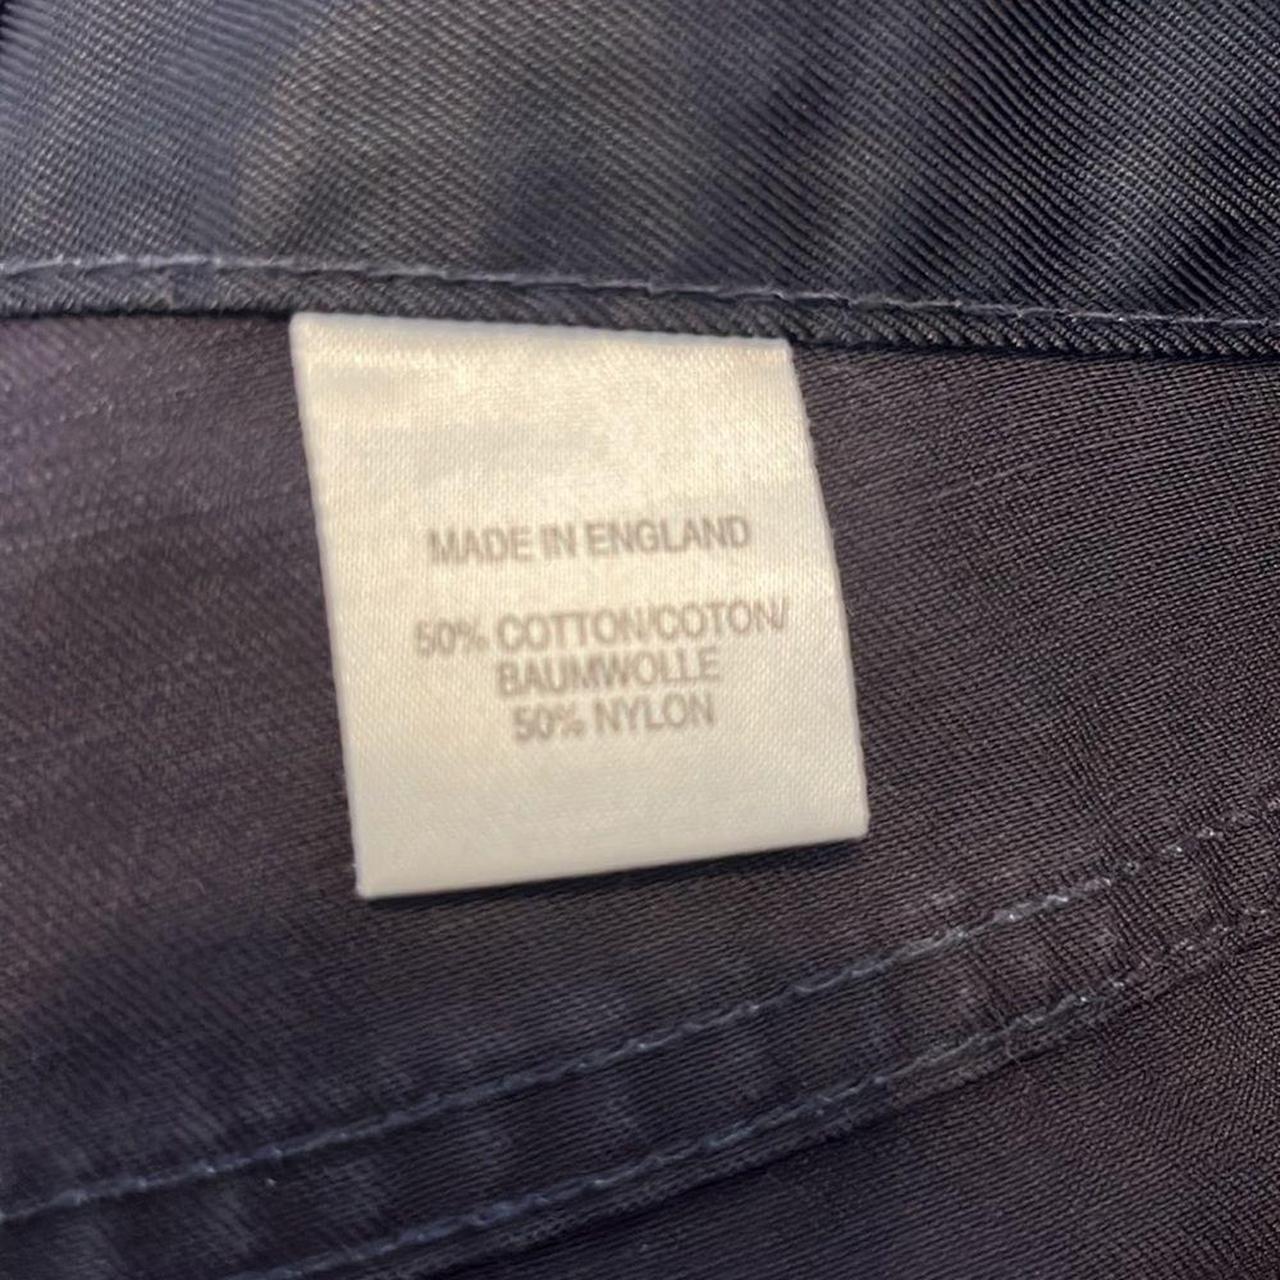 MADE IN ENGLAND
50% COTTON/COTON/
BAUMWOLLE
50% NYLON